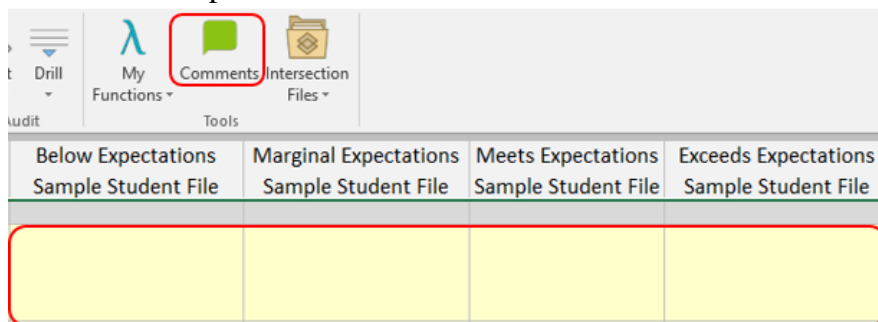 t Drill My Comments Intersection
Functions Files
udit Tools
Below Expectations Marginal Expectations Meets Expectations Exceeds Expectations
Sample Student File Sample Student File Sample Student File Sample Student File